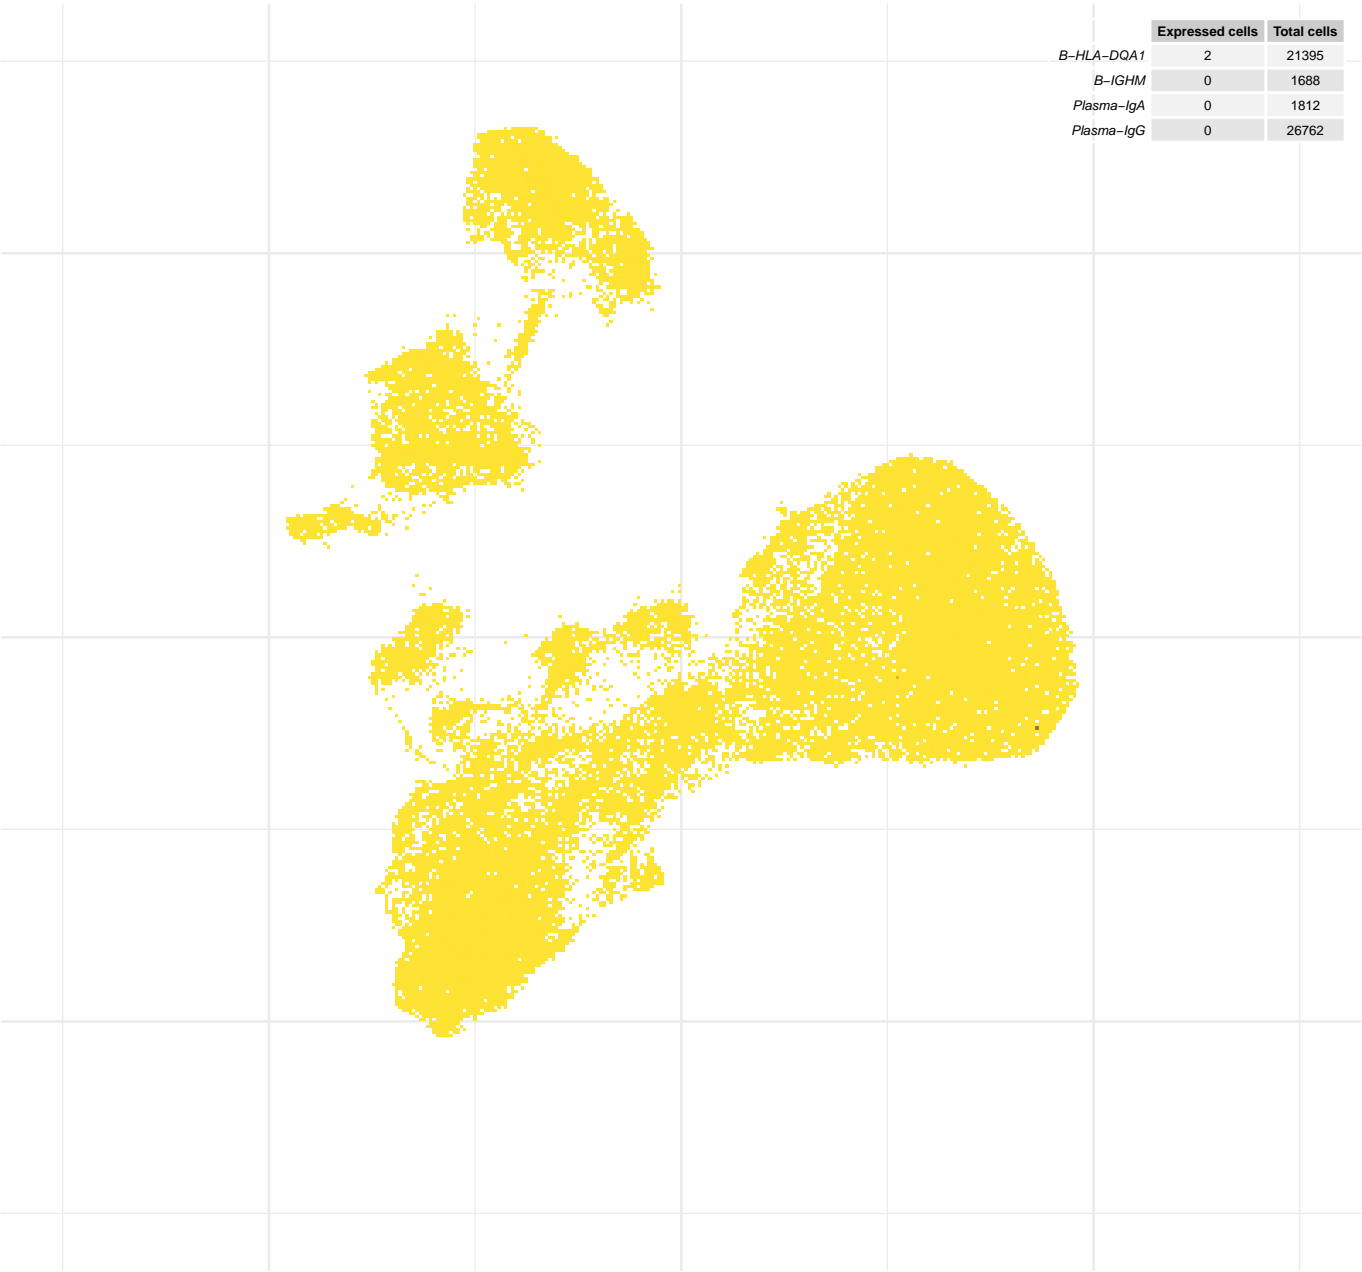 Expressed cells Total cells
B−HLA−DQA1 2 21395
B−IGHM 0 1688
Plasma−IgA 0 1812
Plasma−IgG 0 26762